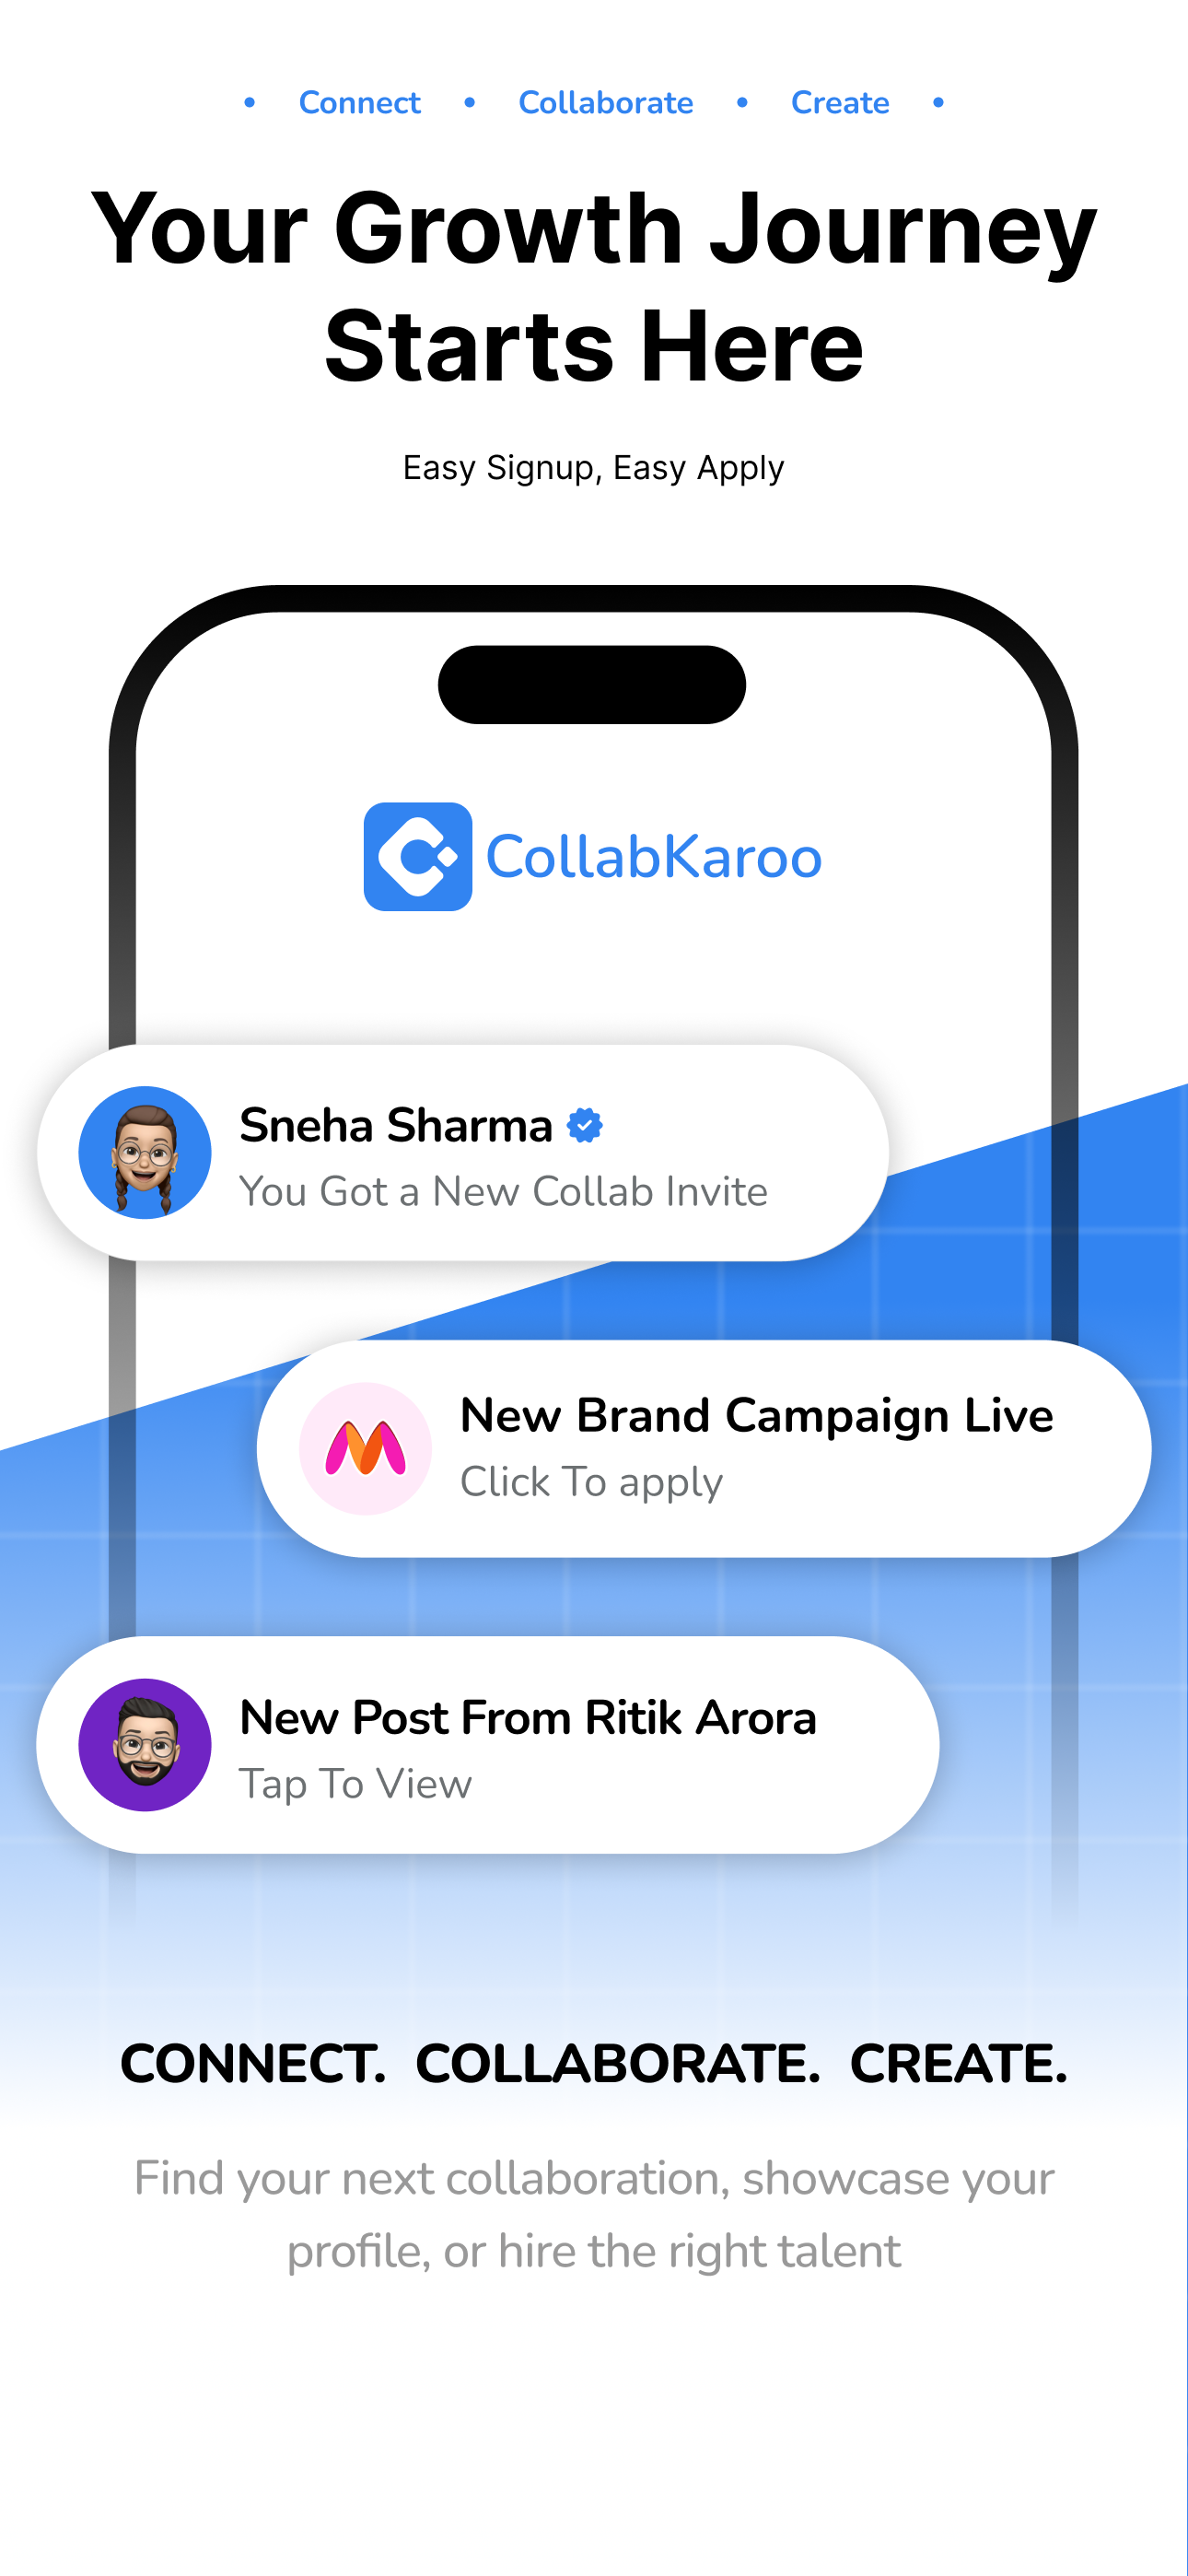 • Connect • Collaborate • Create •
Your Growth Journey
Starts Here
Easy Signup, Easy Apply
CollabKaroo
Sneha Sharma
You Got a New Collab Invite
New Brand Campaign Live
Click To apply
New Post From Ritik Arora
Tap To View
CONNECT. COLLABORATE. CREATE.
Find your next collaboration, showcase your
profile, or hire the right talent